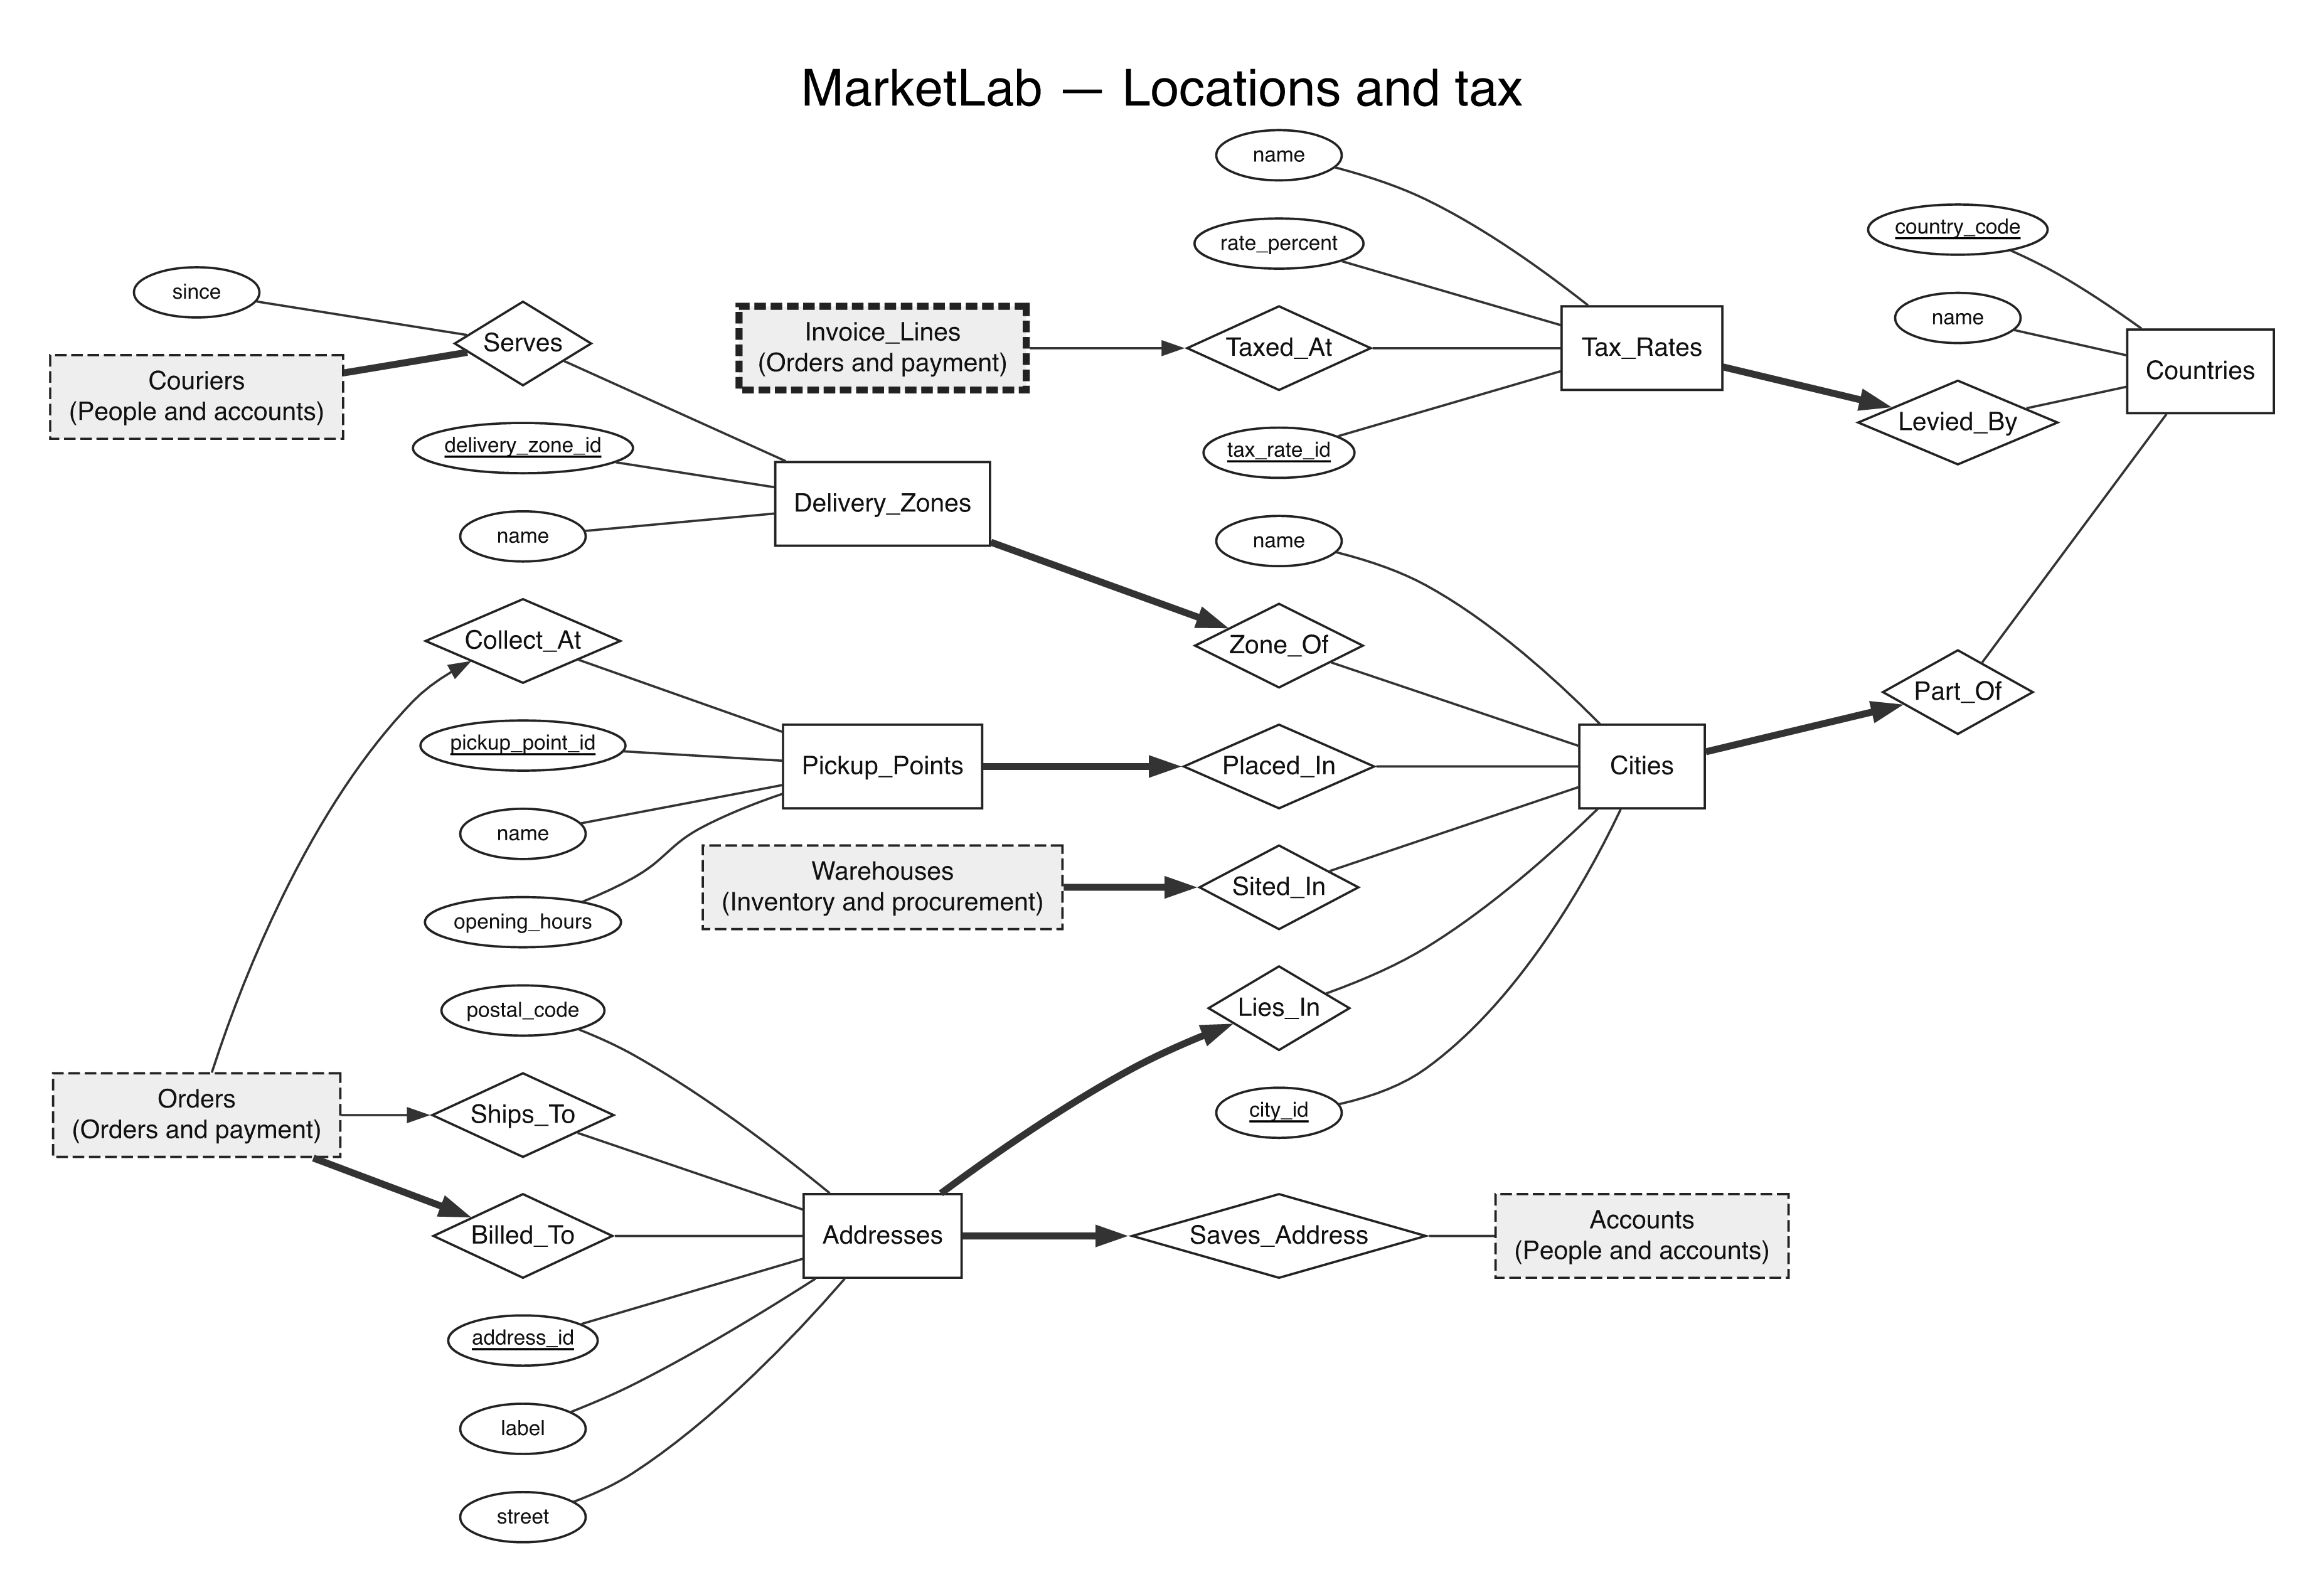 MarketLab — Locations and tax
name
rate_percent
country_code
since
name
Serves
Invoice_Lines
(Orders and payment)
Taxed_At
Tax_Rates
Countries
Couriers
(People and accounts)
Levied_By
delivery_zone_id
tax_rate_id
Delivery_Zones
name
name
Collect_At
Zone_Of
Part_Of
pickup_point_id
Pickup_Points
Placed_In
Cities
name
Warehouses
(Inventory and procurement)
Sited_In
opening_hours
postal_code
Lies_In
Orders
(Orders and payment)
Ships_To
city_id
Billed_To
Addresses
Saves_Address
Accounts
(People and accounts)
address_id
label
street